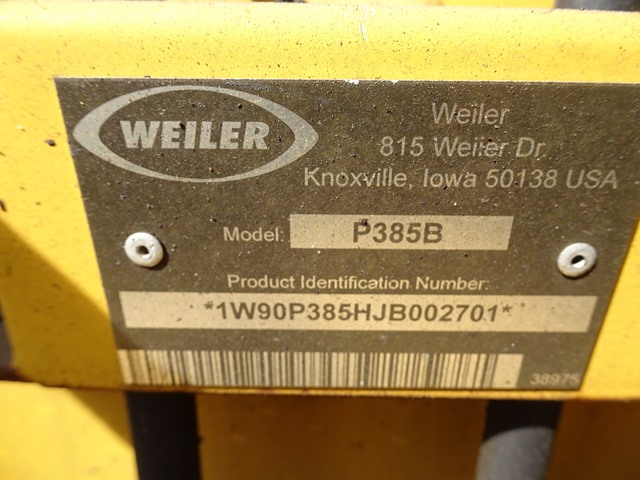 WEILER
Weiler
815 Weiler Dr
Knoxville, Iowa 50138 USA
Model: P385B
Product Identification Number:
*1W90P385HJB002701*
38975